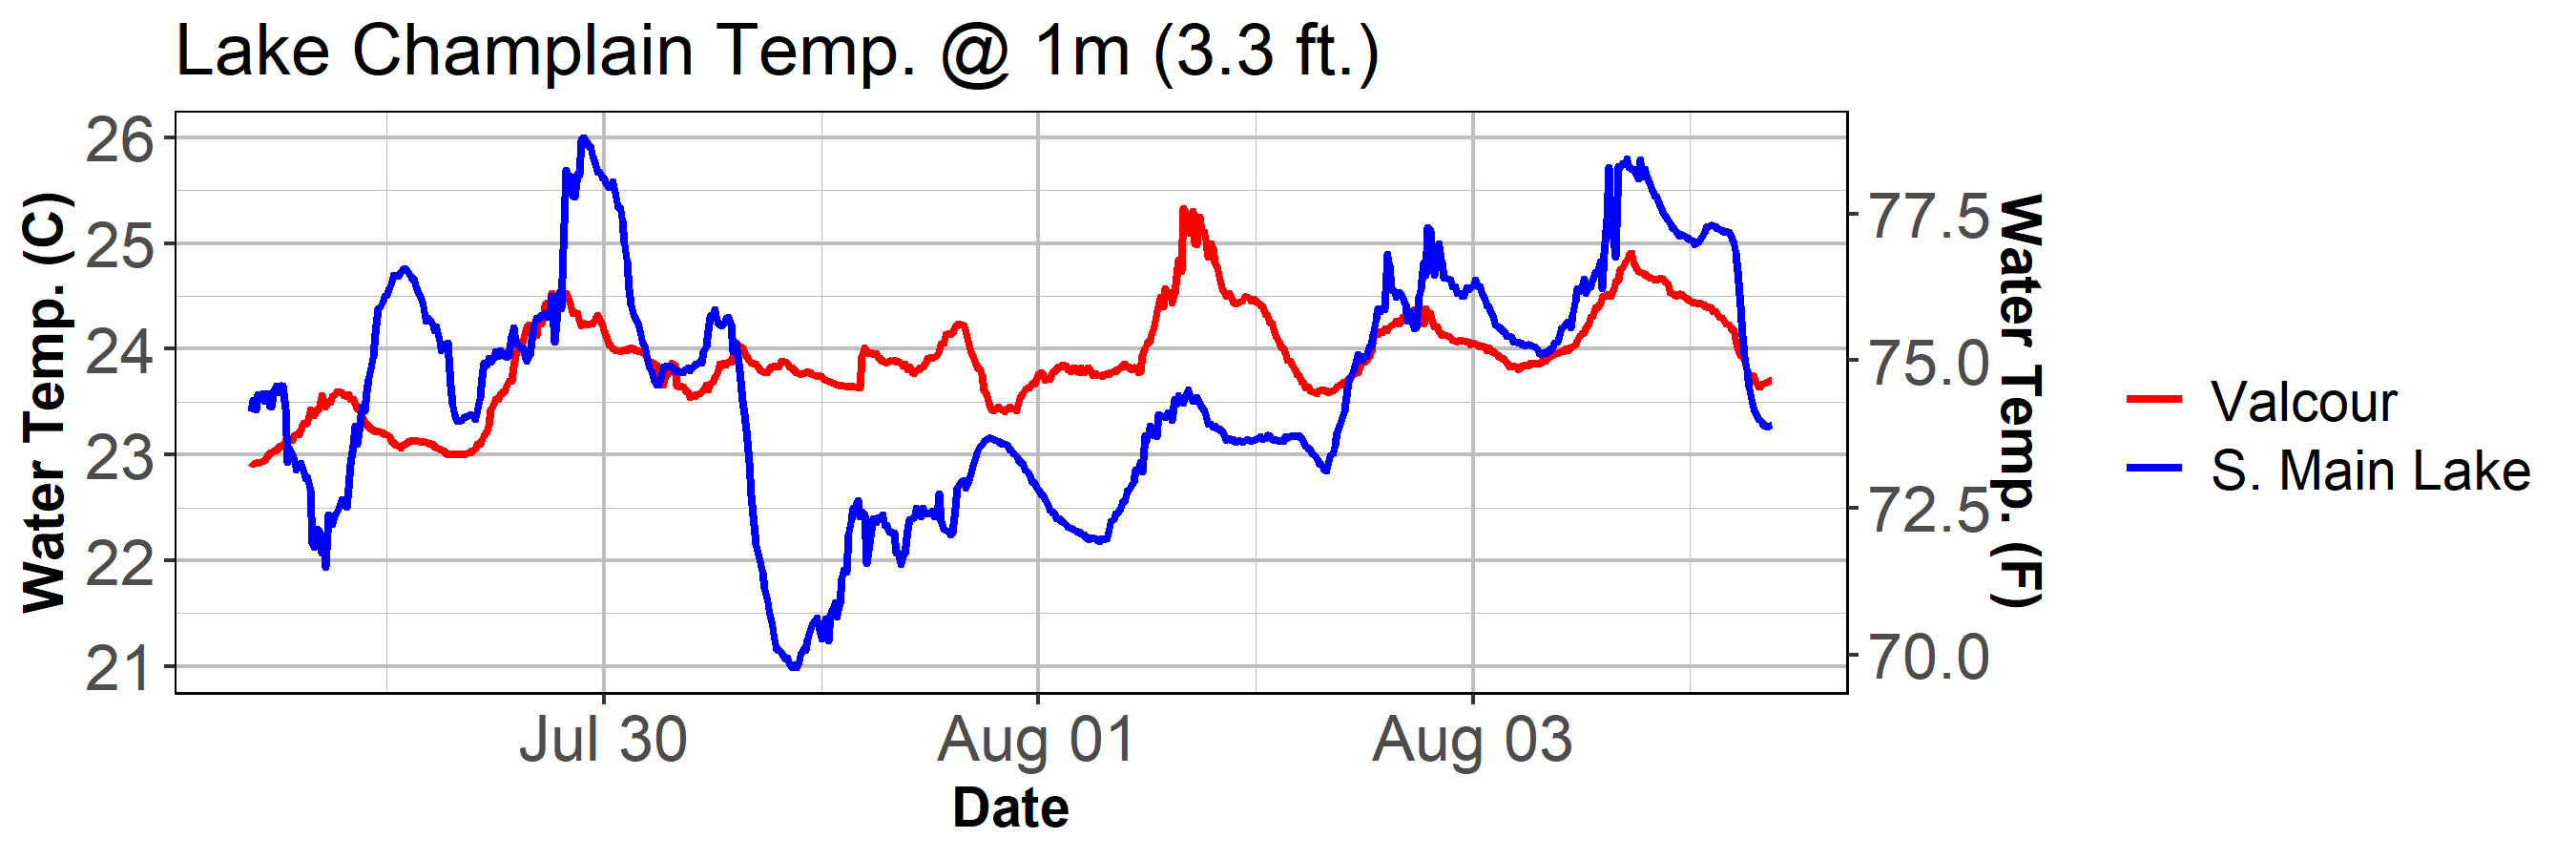 Lake Champlain Temp. @ 1m (3.3 ft.)
Water Temp. (C)
26
25
24
23
22
21
77.5
75.0
72.5
70.0
Water Temp. (F)
Jul 30
Aug 01
Aug 03
Date
Valcour
S. Main Lake